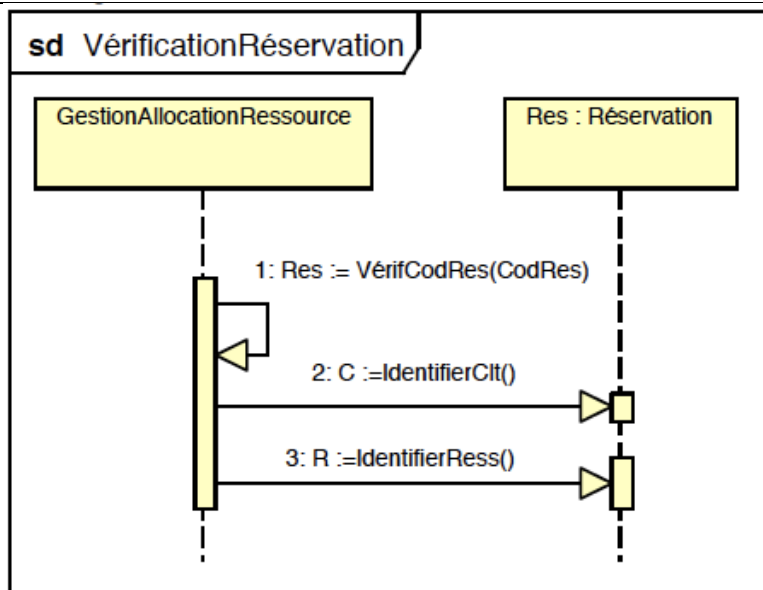 sd VérificationRéservation
GestionAllocationRessource
Res : Réservation
1: Res := VérifCodRes(CodRes)
2: C :=IdentifierClt()
3: R :=IdentifierRess()